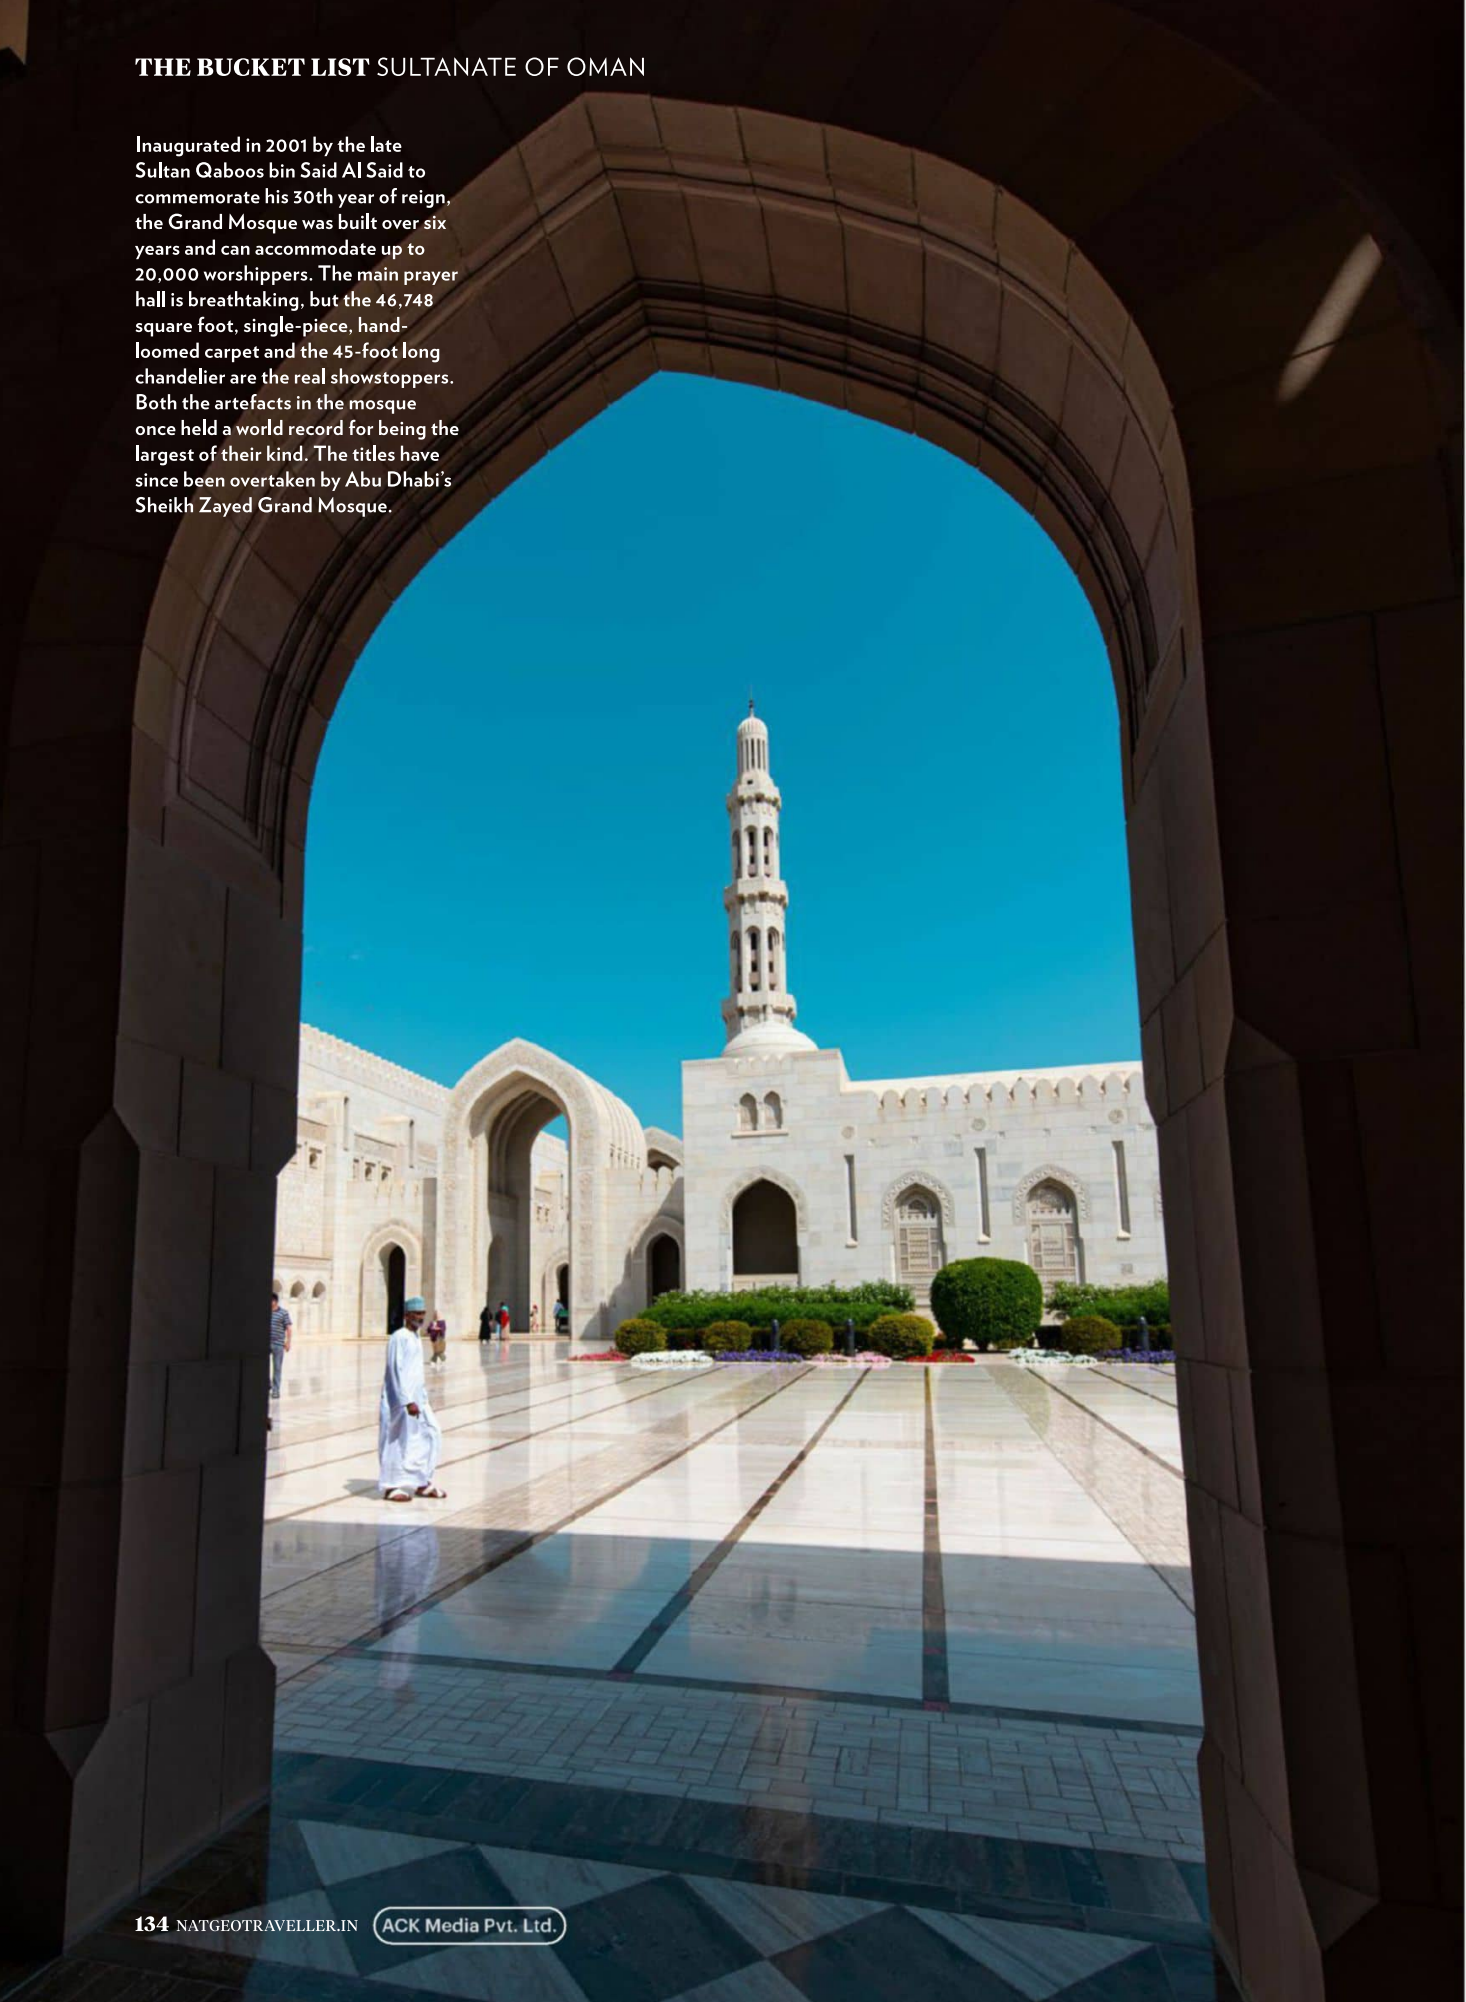 THE BUCKET LIST SULTANATE OF OMAN
Inaugurated in 2001 by the late
Sultan Qaboos bin Said Al Said to
commemorate his 30th year of reign,
the Grand Mosque was built over six
years and can accommodate up to
20,000 worshippers. The main prayer
hall is breathtaking, but the 46,748
square foot, single-piece, hand-
loomed carpet and the 45-foot long
chandelier are the real showstoppers.
Both the artefacts in the mosque
once held a world record for being the
largest of their kind. The titles have
since been overtaken by Abu Dhabi's
Sheikh Zayed Grand Mosque.
134 NATGEOTRAVELLER.IN ACK Media Pvt. Ltd.